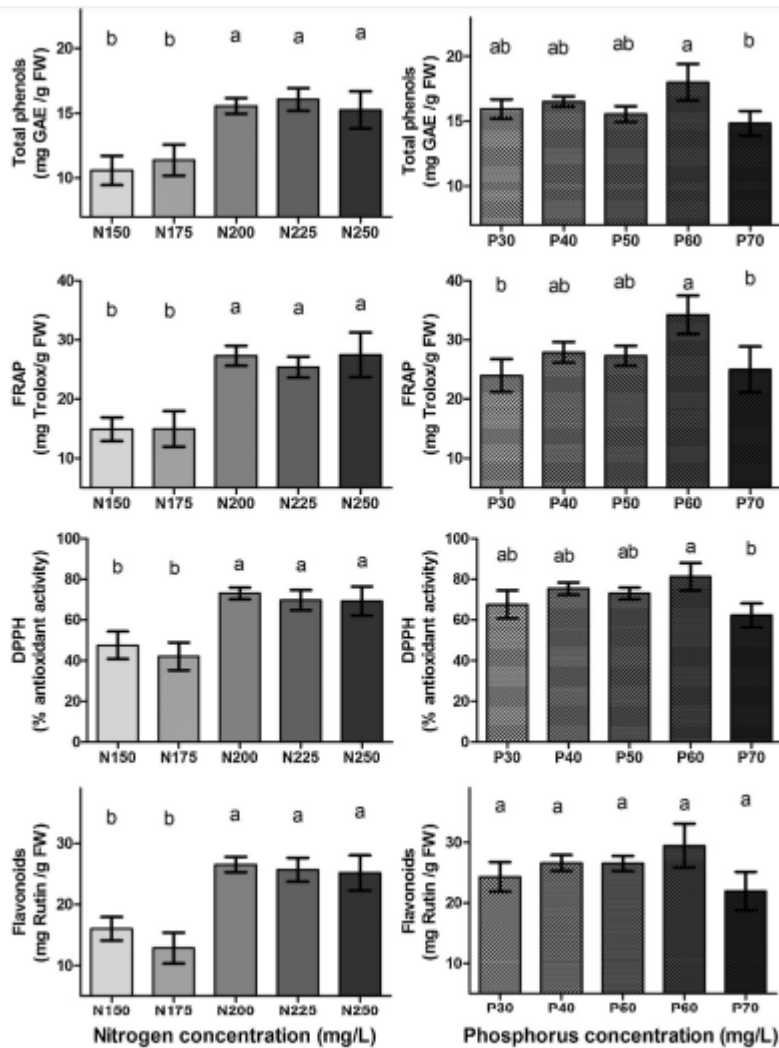 Total phenols
(mg GAE /g FW)
20
15
10
b b a a a
N150 N175 N200 N225 N250
Total phenols
(mg GAE /g FW)
20
15
10
ab ab ab a b
P30 P40 P50 P60 P70
FRAP
(mg Trolox/g FW)
40
30
20
10
b b a a a
N150 N175 N200 N225 N250
FRAP
(mg Trolox/g FW)
40
30
20
10
b ab ab a b
P30 P40 P50 P60 P70
DPPH
(% antioxidant activity)
100
80
60
40
20
0
b b a a a
N150 N175 N200 N225 N250
DPPH
(% antioxidant activity)
100
80
60
40
20
0
ab ab ab a b
P30 P40 P50 P60 P70
Flavonoids
(mg Rutin /g FW)
30
20
10
b b a a a
N150 N175 N200 N225 N250
Nitrogen concentration (mg/L)
Flavonoids
(mg Rutin /g FW)
30
20
10
a a a a a
P30 P40 P50 P60 P70
Phosphorus concentration (mg/L)